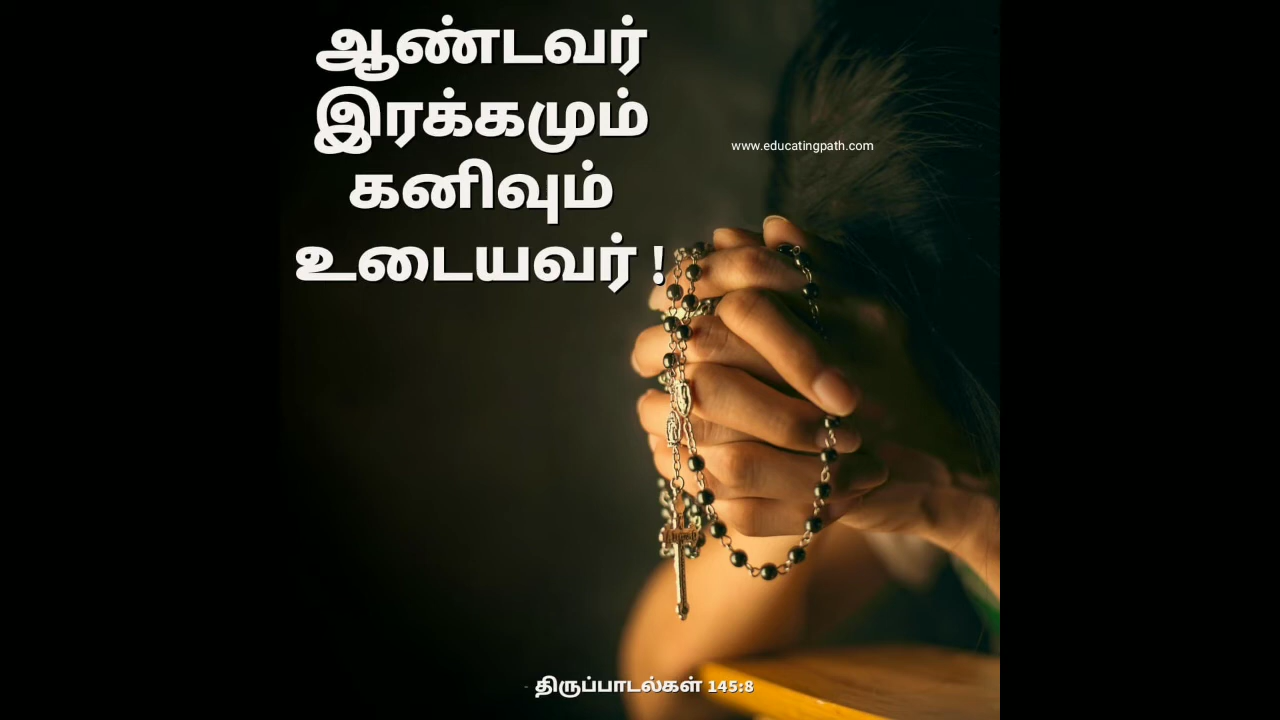 ஆண்டவர்
இரக்கமும்
கனிவும்
உடையவர் !
www.educatingpath.com
- திருப்பாடல்கள் 145:8